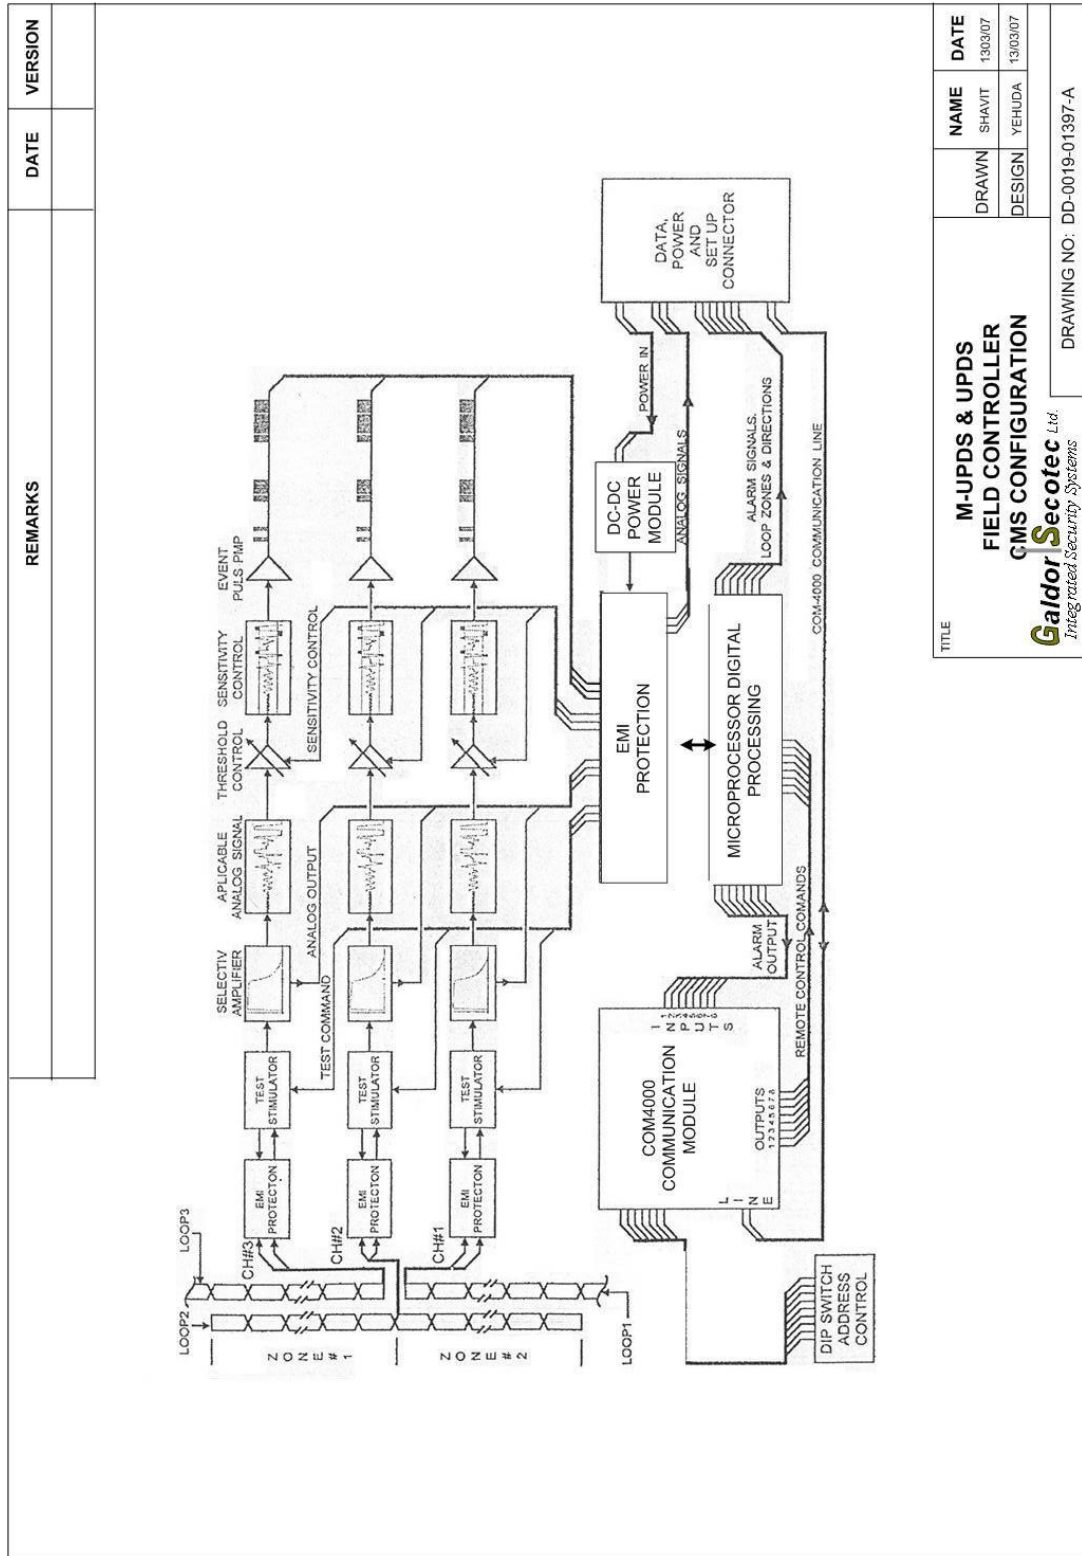 REMARKS
DATE
VERSION
LOOP3
LOOP2
LOOP1
ZONE#1
ZONE#2
CH#3
CH#2
CH#1
EMI
PROTECTON
EMI
PROTECTON
EMI
PROTECTON
TEST
STIMULATOR
TEST
STIMULATOR
TEST
STIMULATOR
SELECTIV
AMPLIFIER
APLICABLE
ANALOG SIGNAL
THRESHOLD
CONTROL
SENSITIVITY
CONTROL
EVENT
PULS PMP
TEST COMMAND
ANALOG OUTPUT
SENSITIVITY CONTROL
EMI
PROTECTION
DC-DC
POWER
MODULE
POWER IN
ANALOG SIGNALS
DATA,
POWER
AND
SET UP
CONNECTOR
MICROPROCESSOR DIGITAL
PROCESSING
ALARM SIGNALS.
LOOP ZONES & DIRECTIONS
COM-4000 COMMUNICATION LINE
ALARM
OUTPUT
REMOTE CONTROL COMANDS
COM4000
COMMUNICATION
MODULE
INPUTS
12345678
OUTPUTS
12345678
LINE
DIP SWITCH
ADDRESS
CONTROL
TITLE
M-UPDS & UPDS
FIELD CONTROLLER
CMS CONFIGURATION
NAME DATE
DRAWN SHAVIT 1303/07
DESIGN YEHUDA 13/03/07
Galdor Secotec Ltd.
Integrated Security Systems
DRAWING NO: DD-0019-01397-A